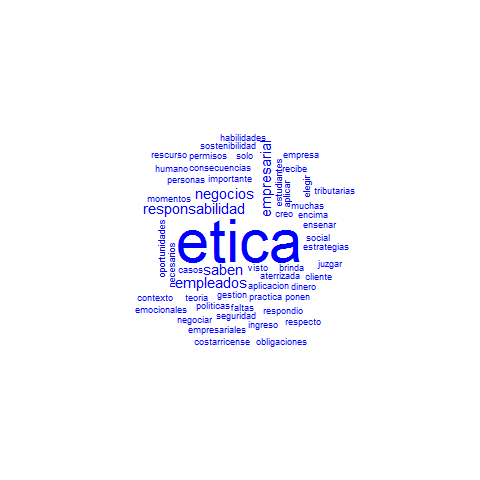 habilidades
sostenibilidad
rescurso permisos solo empresarial empresa
humano consecuencias estudiantes recibe
personas importante aplicar elegir
momentos negocios tributarias
responsabilidad creo muchas
encima
etica ensenar
oportunidades necesarios social
estrategias
casos saben visto brinda juzgar
empleados aterrizada cliente
aplicacion dinero
contexto teoria gestion practica ponen
emocionales politicas faltas respondio
negociar seguridad
empresariales ingreso respecto
costarricense obligaciones